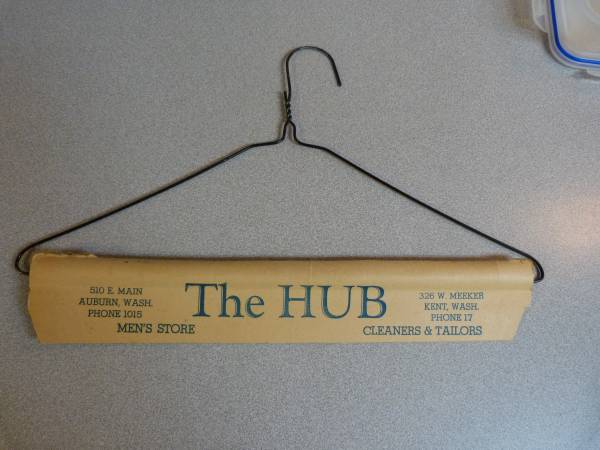 510 E. MAIN
AUBURN, WASH.
PHONE 1015
MEN'S STORE
The HUB
326 W. MEEKER
KENT, WASH.
PHONE 17
CLEANERS & TAILORS